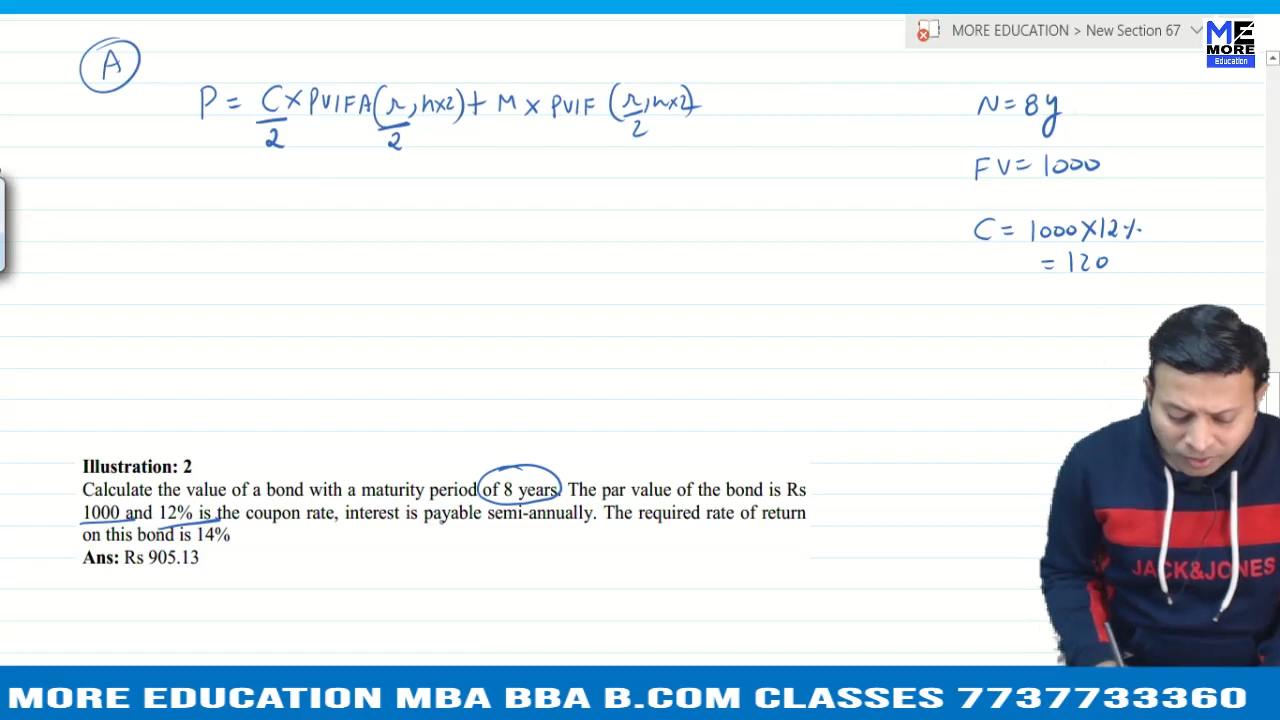 MORE EDUCATION > New Section 67
ME
MORE
Education
A
P = C/2 × PVIFA (r/2, n×2) + M × PVIF (r/2, n×2)
N = 8y
FV = 1000
C = 1000×12%
= 120
Illustration: 2
Calculate the value of a bond with a maturity period of 8 years. The par value of the bond is Rs
1000 and 12% is the coupon rate, interest is payable semi-annually. The required rate of return
on this bond is 14%
Ans: Rs 905.13
JACK&JONES
MORE EDUCATION MBA BBA B.COM CLASSES 7737733360